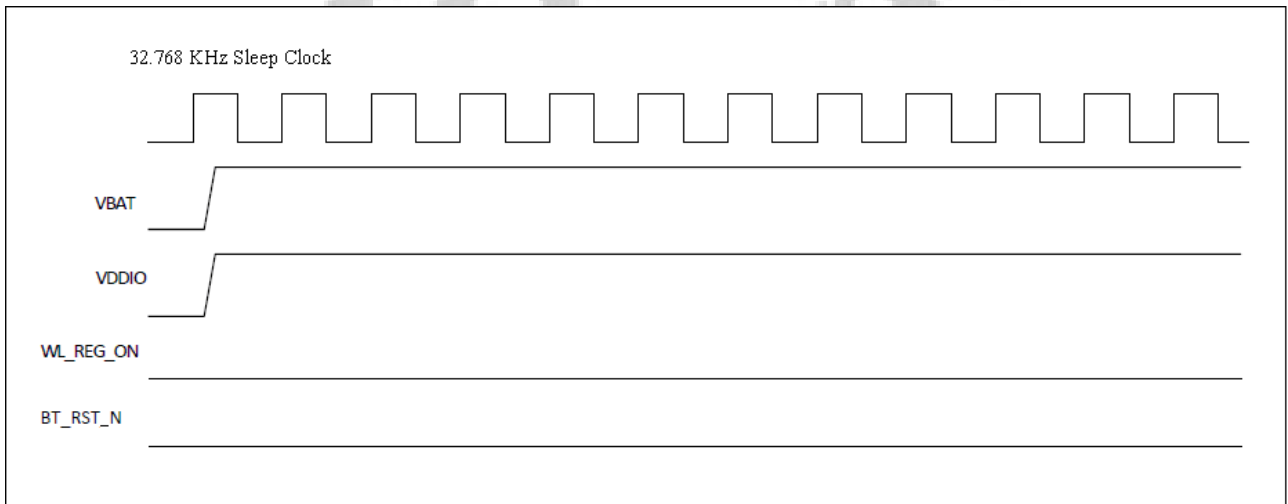 32.768 KHz Sleep Clock
VBAT
VDDIO
WL_REG_ON
BT_RST_N